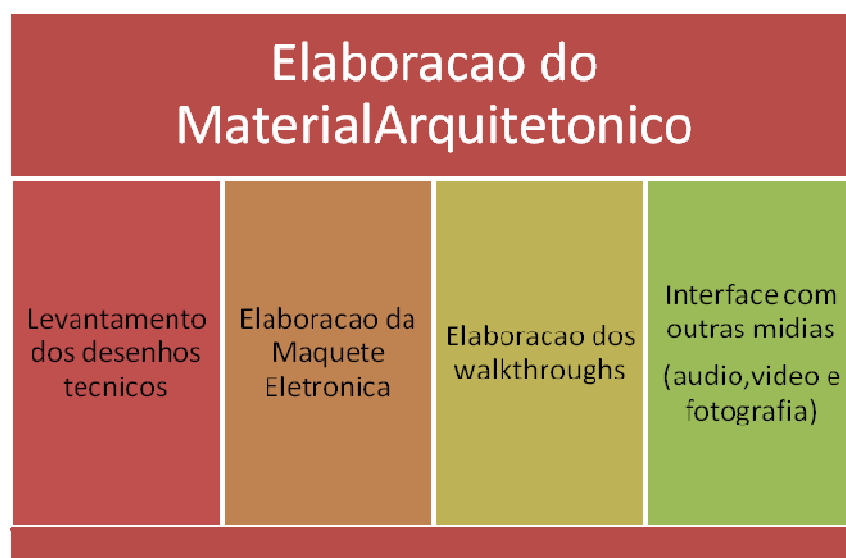 Elaboracao do
MaterialArquitetonico
Levantamento
dos desenhos
tecnicos
Elaboracao da
Maquete
Eletronica
Elaboracao dos
walkthroughs
Interface com
outras midias
(audio,video e
fotografia)